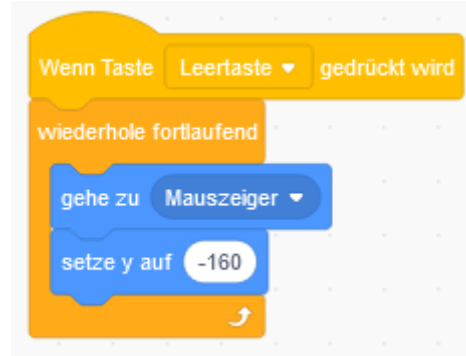 Wenn Taste Leertaste gedrückt wird
wiederhole fortlaufend
gehe zu Mauszeiger
setze y auf -160